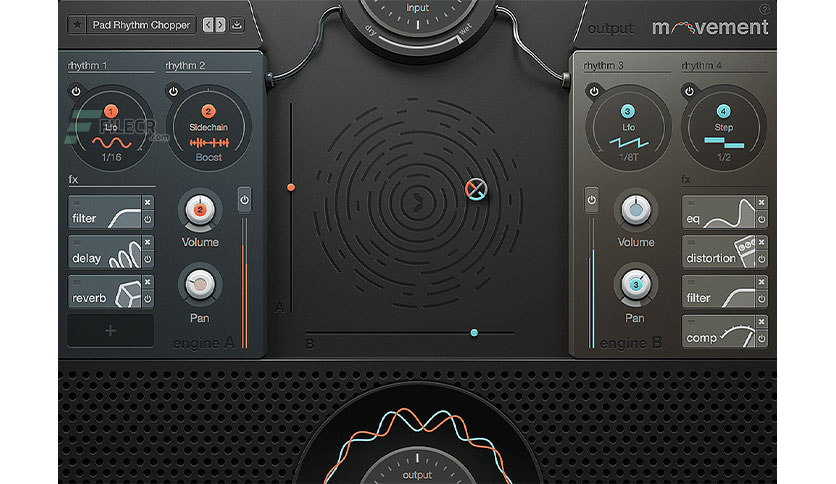 input
?
Pad Rhythm Chopper
dry
wet
output
movement
rhythm 1
rhythm 2
rhythm 3
rhythm 4
1
Lfo
1/16
2
Sidechain
Boost
3
Lfo
1/8T
4
Step
1/2
FILECR
.com
fx
fx
filter
delay
reverb
+
2
Volume
Pan
engine A
A
B
Volume
3
Pan
engine B
eq
distortion
filter
comp
output